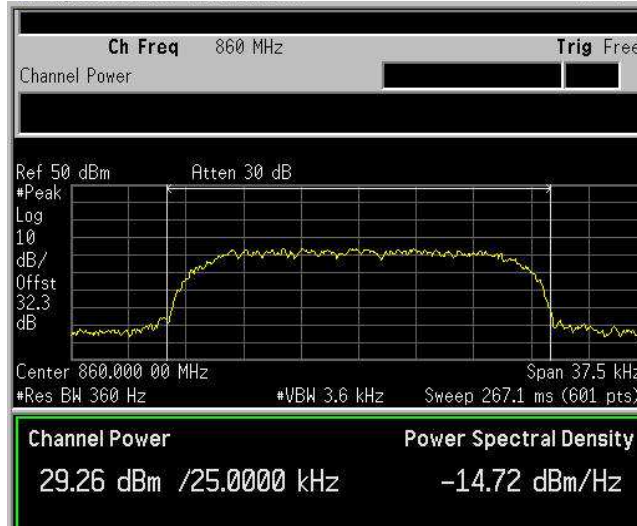 Ch Freq 860 MHz Trig Free
Channel Power
Ref 50 dBm Atten 30 dB
#Peak
Log
10
dB/
Offst
32.3
dB
Center 860.000 00 MHz Span 37.5 kHz
#Res BW 360 Hz #VBW 3.6 kHz Sweep 267.1 ms (601 pts)
Channel Power Power Spectral Density
29.26 dBm /25.0000 kHz -14.72 dBm/Hz